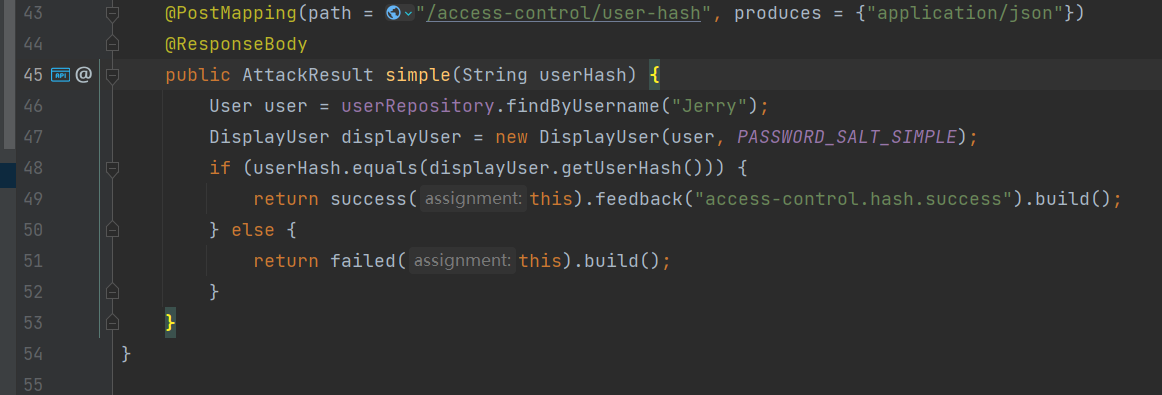 43 @PostMapping(path = "/access-control/user-hash", produces = {"application/json"})
44 @ResponseBody
45 API @ public AttackResult simple(String userHash) {
46 User user = userRepository.findByUsername("Jerry");
47 DisplayUser displayUser = new DisplayUser(user, PASSWORD_SALT_SIMPLE);
48 if (userHash.equals(displayUser.getUserHash())) {
49 return success( assignment: this).feedback("access-control.hash.success").build();
50 } else {
51 return failed( assignment: this).build();
52 }
53 }
54 }
55